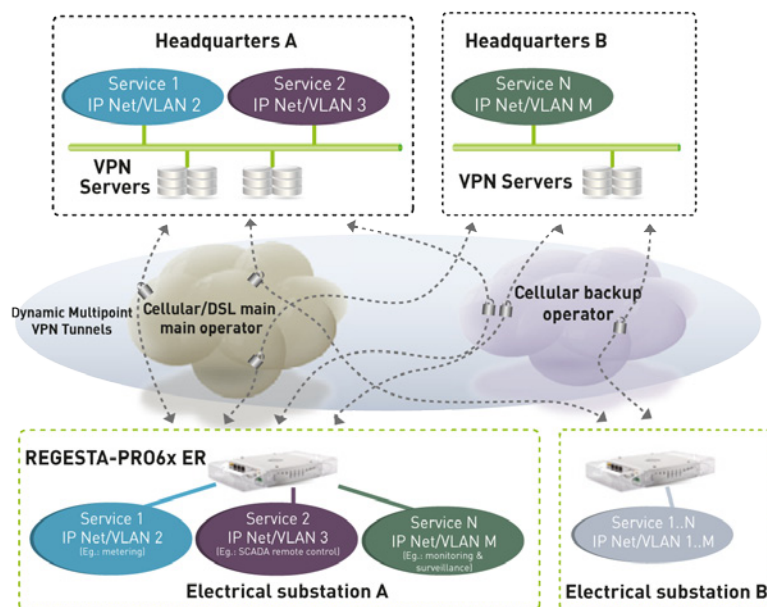 Headquarters A
Headquarters B
Service 1
IP Net/VLAN 2
Service 2
IP Net/VLAN 3
Service N
IP Net/VLAN M
VPN
Servers
VPN Servers
Dynamic Multipoint
VPN Tunnels
Cellular/DSL main
main operator
Cellular backup
operator
REGESTA-PRO6x ER
Service 1
IP Net/VLAN 2
(Eg.: metering)
Service 2
IP Net/VLAN 3
(Eg.: SCADA remote control)
Service N
IP Net/VLAN M
(Eg.: monitoring &
surveillance)
Electrical substation A
Service 1..N
IP Net/VLAN 1..M
Electrical substation B